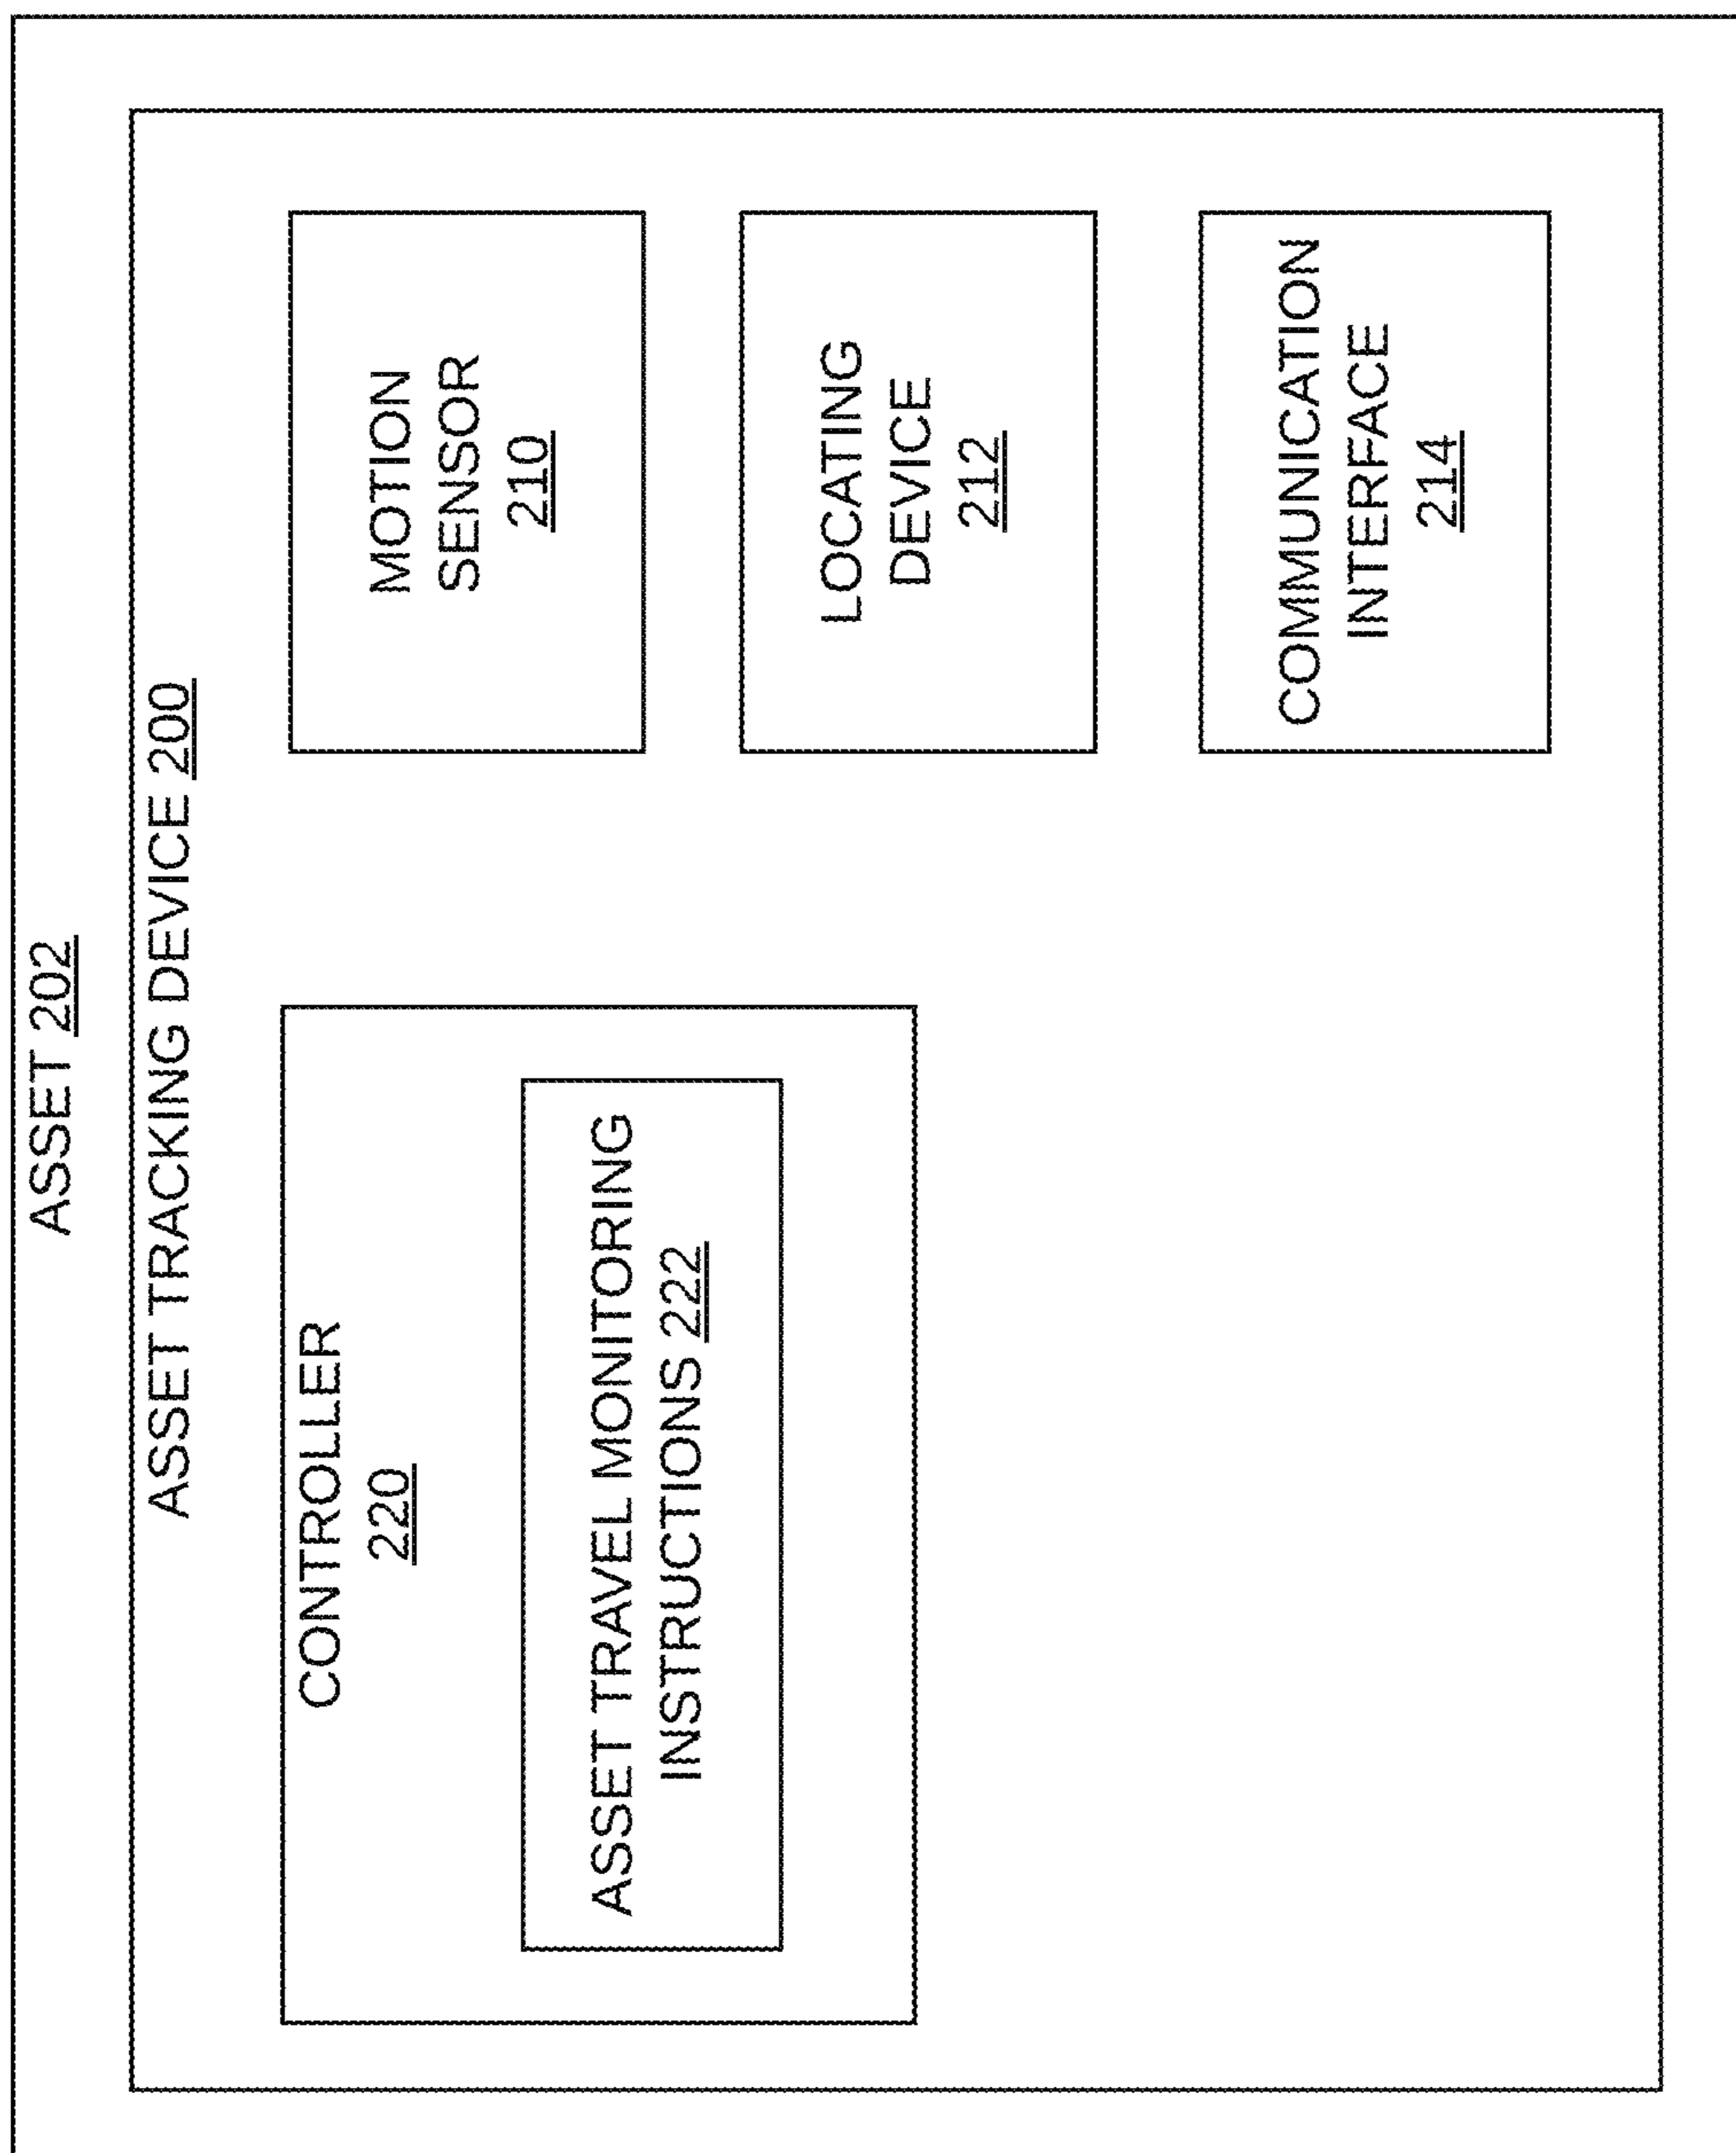 ASSET 202
ASSET TRACKING DEVICE 200
CONTROLLER
220
ASSET TRAVEL MONITORING
INSTRUCTIONS 222
MOTION
SENSOR
210
LOCATING
DEVICE
212
COMMUNICATION
INTERFACE
214